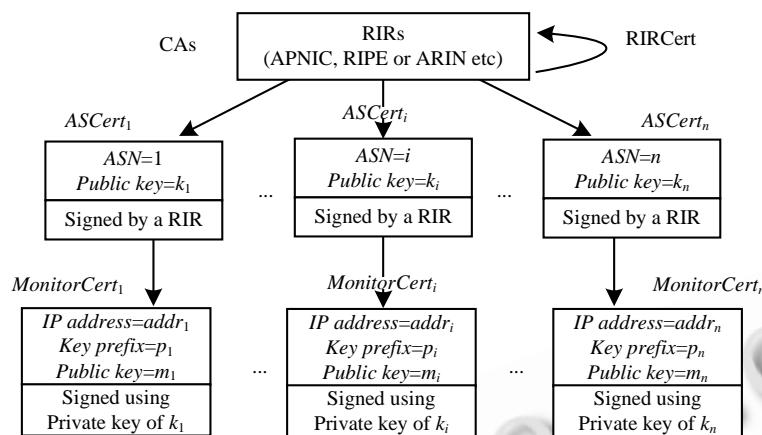 CAs
RIRs
(APNIC, RIPE or ARIN etc)
RIRCert
ASCert₁
ASCertᵢ
ASCertₙ
ASN=1
Public key=k₁
Signed by a RIR
...
ASN=i
Public key=kᵢ
Signed by a RIR
...
ASN=n
Public key=kₙ
Signed by a RIR
MonitorCert₁
MonitorCertᵢ
MonitorCertₙ
IP address=addr₁
Key prefix=p₁
Public key=m₁
Signed using
Private key of k₁
...
IP address=addrᵢ
Key prefix=pᵢ
Public key=mᵢ
Signed using
Private key of kᵢ
...
IP address=addrₙ
Key prefix=pₙ
Public key=mₙ
Signed using
Private key of kₙ